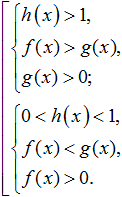 h(x) > 1,
f(x) > g(x),
g(x) > 0;
0 < h(x) < 1,
f(x) < g(x),
f(x) > 0.